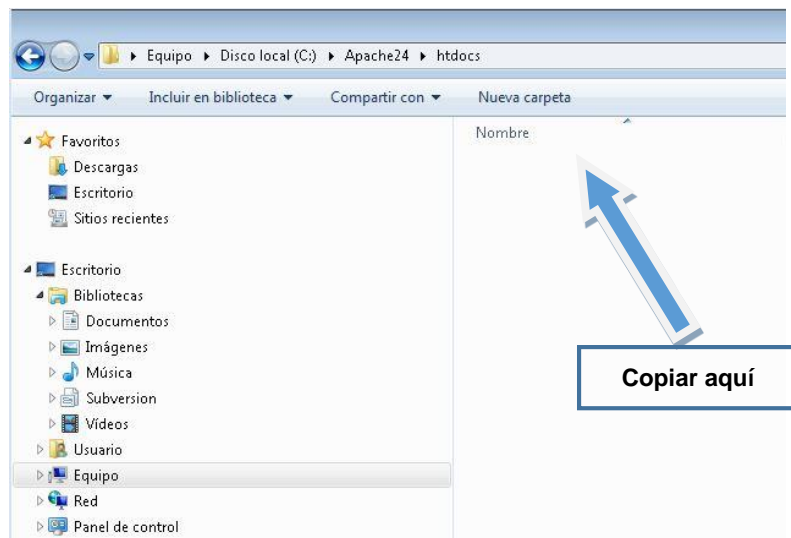 Equipo Disco local (C:) Apache24 htdocs
Organizar Incluir en biblioteca Compartir con Nueva carpeta
Nombre
Favoritos
Descargas
Escritorio
Sitios recientes
Escritorio
Bibliotecas
Documentos
Imágenes
Música
Subversion
Vídeos
Usuario
Equipo
Red
Panel de control
Copiar aquí